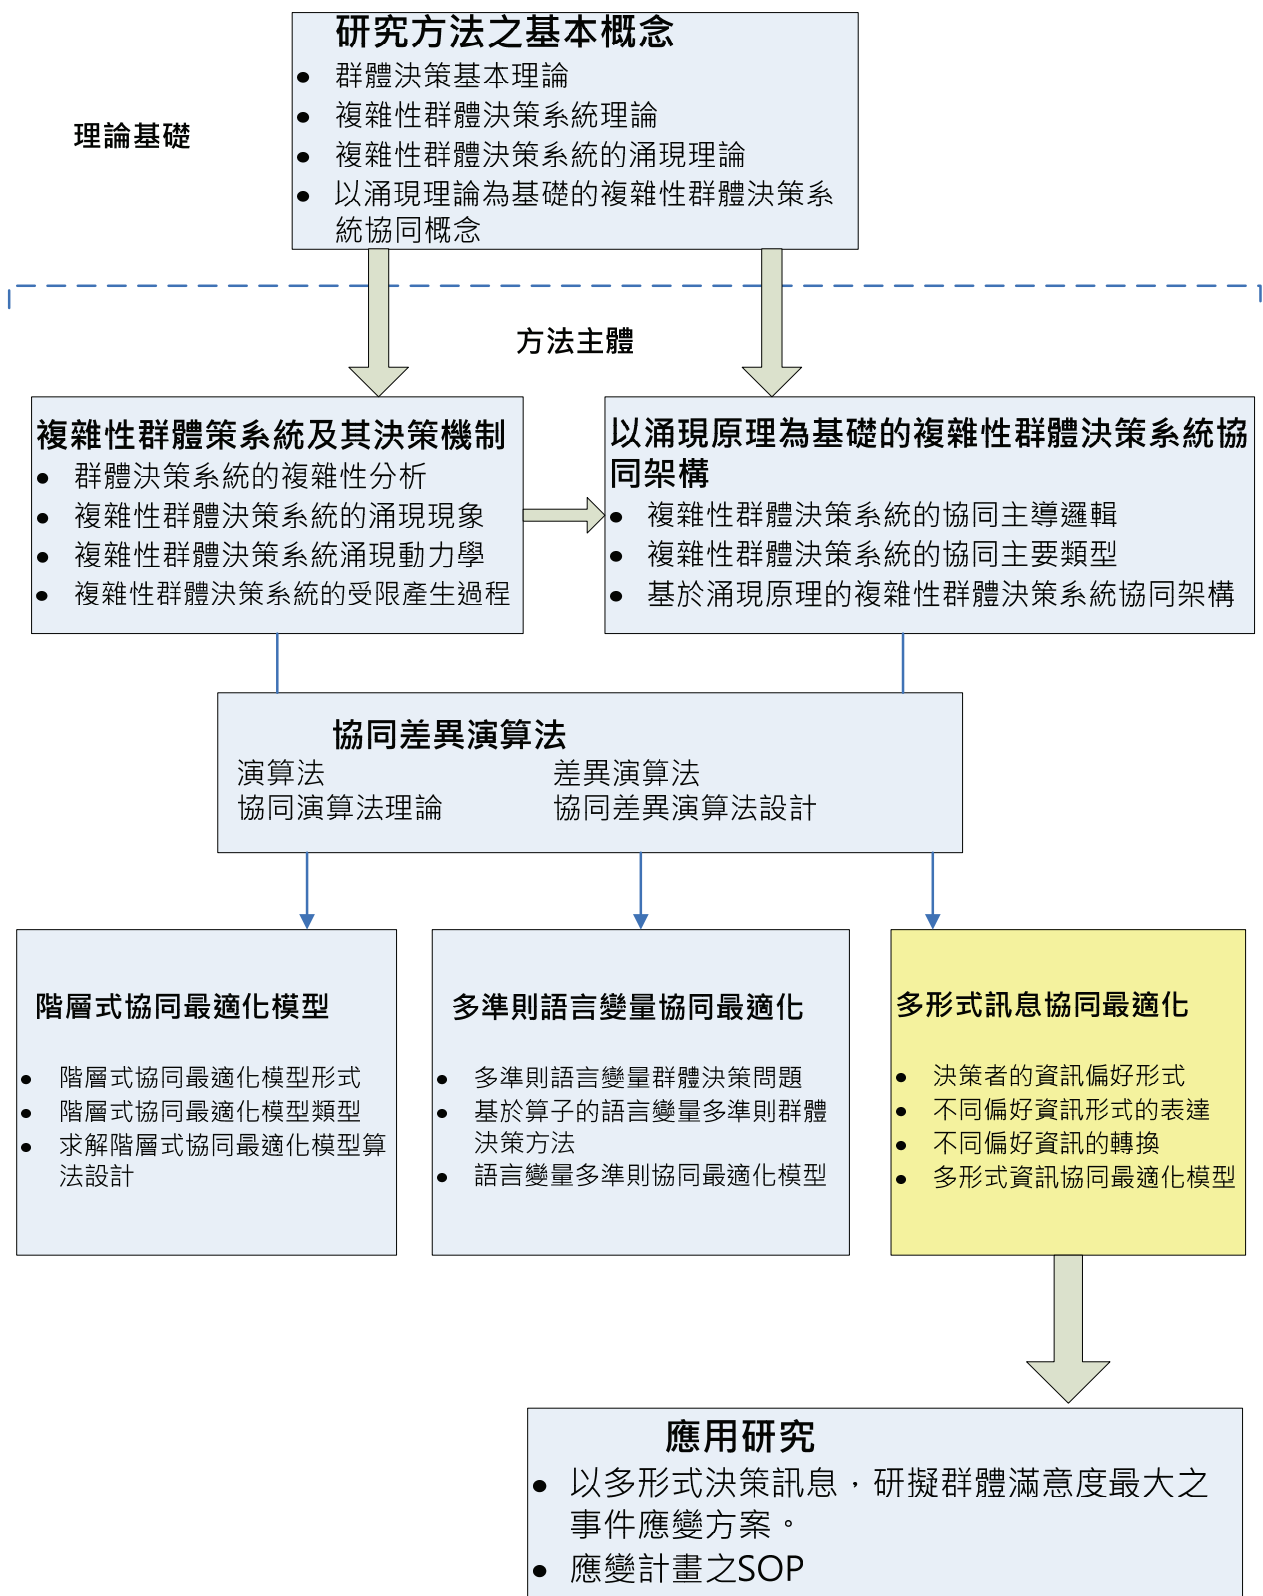 研究方法之基本概念
● 群體決策基本理論
● 複雜性群體決策系統理論
● 複雜性群體決策系統的涌現理論
● 以涌現理論為基礎的複雜性群體決策系
統協同概念
理論基礎
方法主體
複雜性群體策系統及其決策機制
● 群體決策系統的複雜性分析
● 複雜性群體決策系統的涌現現象
● 複雜性群體決策系統涌現動力學
● 複雜性群體決策系統的受限產生過程
以涌現原理為基礎的複雜性群體決策系統協
同架構
● 複雜性群體決策系統的協同主導邏輯
● 複雜性群體決策系統的協同主要類型
● 基於涌現原理的複雜性群體決策系統協同架構
協同差異演算法
演算法 差異演算法
協同演算法理論 協同差異演算法設計
階層式協同最適化模型
● 階層式協同最適化模型形式
● 階層式協同最適化模型類型
● 求解階層式協同最適化模型算
法設計
多準則語言變量協同最適化
● 多準則語言變量群體決策問題
● 基於算子的語言變量多準則群體
決策方法
● 語言變量多準則協同最適化模型
多形式訊息協同最適化
● 決策者的資訊偏好形式
● 不同偏好資訊形式的表達
● 不同偏好資訊的轉換
● 多形式資訊協同最適化模型
應用研究
● 以多形式決策訊息，研擬群體滿意度最大之
事件應變方案。
● 應變計畫之SOP